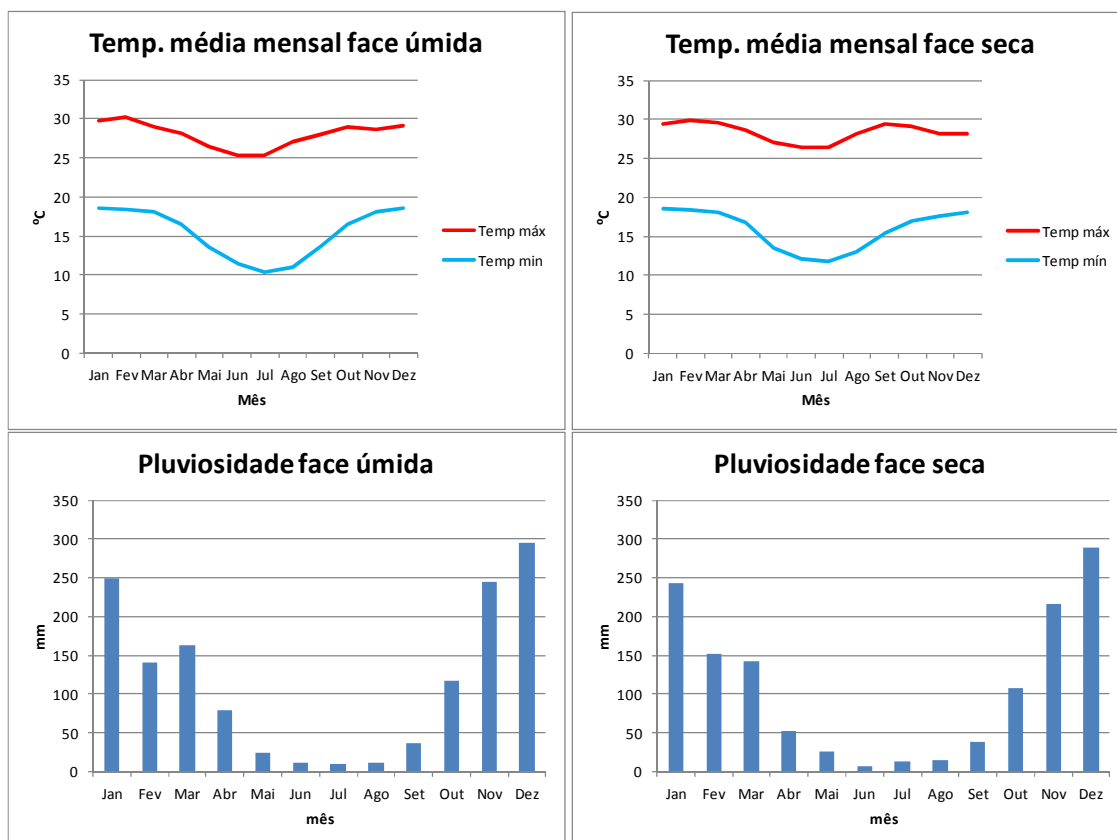 Temp. média mensal face úmida
35
30
25
20
15
10
5
0
ºC
Jan Fev Mar Abr Mai Jun Jul Ago Set Out Nov Dez
Mês
Temp máx
Temp min
Temp. média mensal face seca
35
30
25
20
15
10
5
0
ºC
Jan Fev Mar Abr Mai Jun Jul Ago Set Out Nov Dez
Mês
Temp máx
Temp mín
Pluviosidade face úmida
350
300
250
200
150
100
50
0
mm
Jan Fev Mar Abr Mai Jun Jul Ago Set Out Nov Dez
mês
Pluviosidade face seca
350
300
250
200
150
100
50
0
mm
Jan Fev Mar Abr Mai Jun Jul Ago Set Out Nov Dez
mês